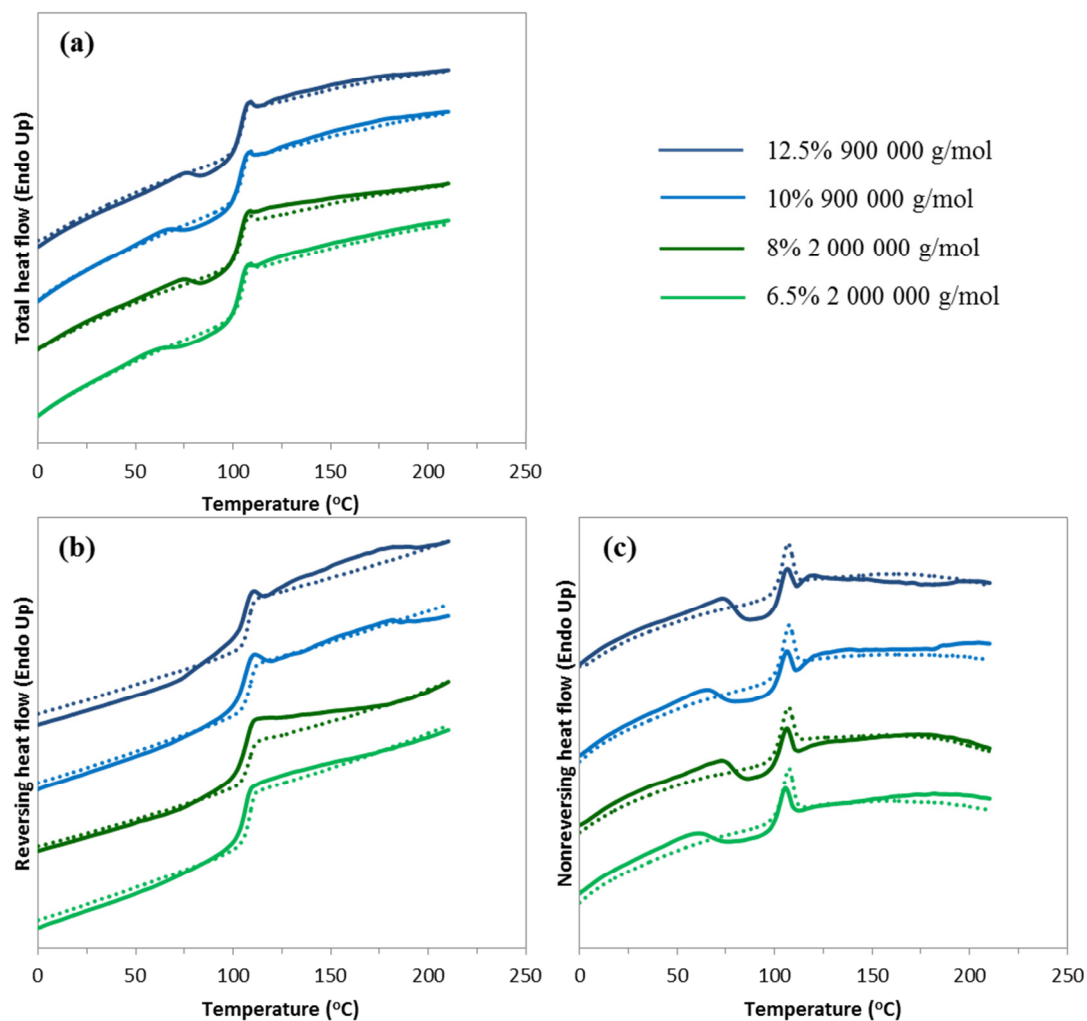 (a)
Total heat flow (Endo Up)
0 50 100 150 200 250
Temperature (°C)
12.5% 900 000 g/mol
10% 900 000 g/mol
8% 2 000 000 g/mol
6.5% 2 000 000 g/mol
(b)
Reversing heat flow (Endo Up)
0 50 100 150 200 250
Temperature (°C)
(c)
Nonreversing heat flow (Endo Up)
0 50 100 150 200 250
Temperature (°C)